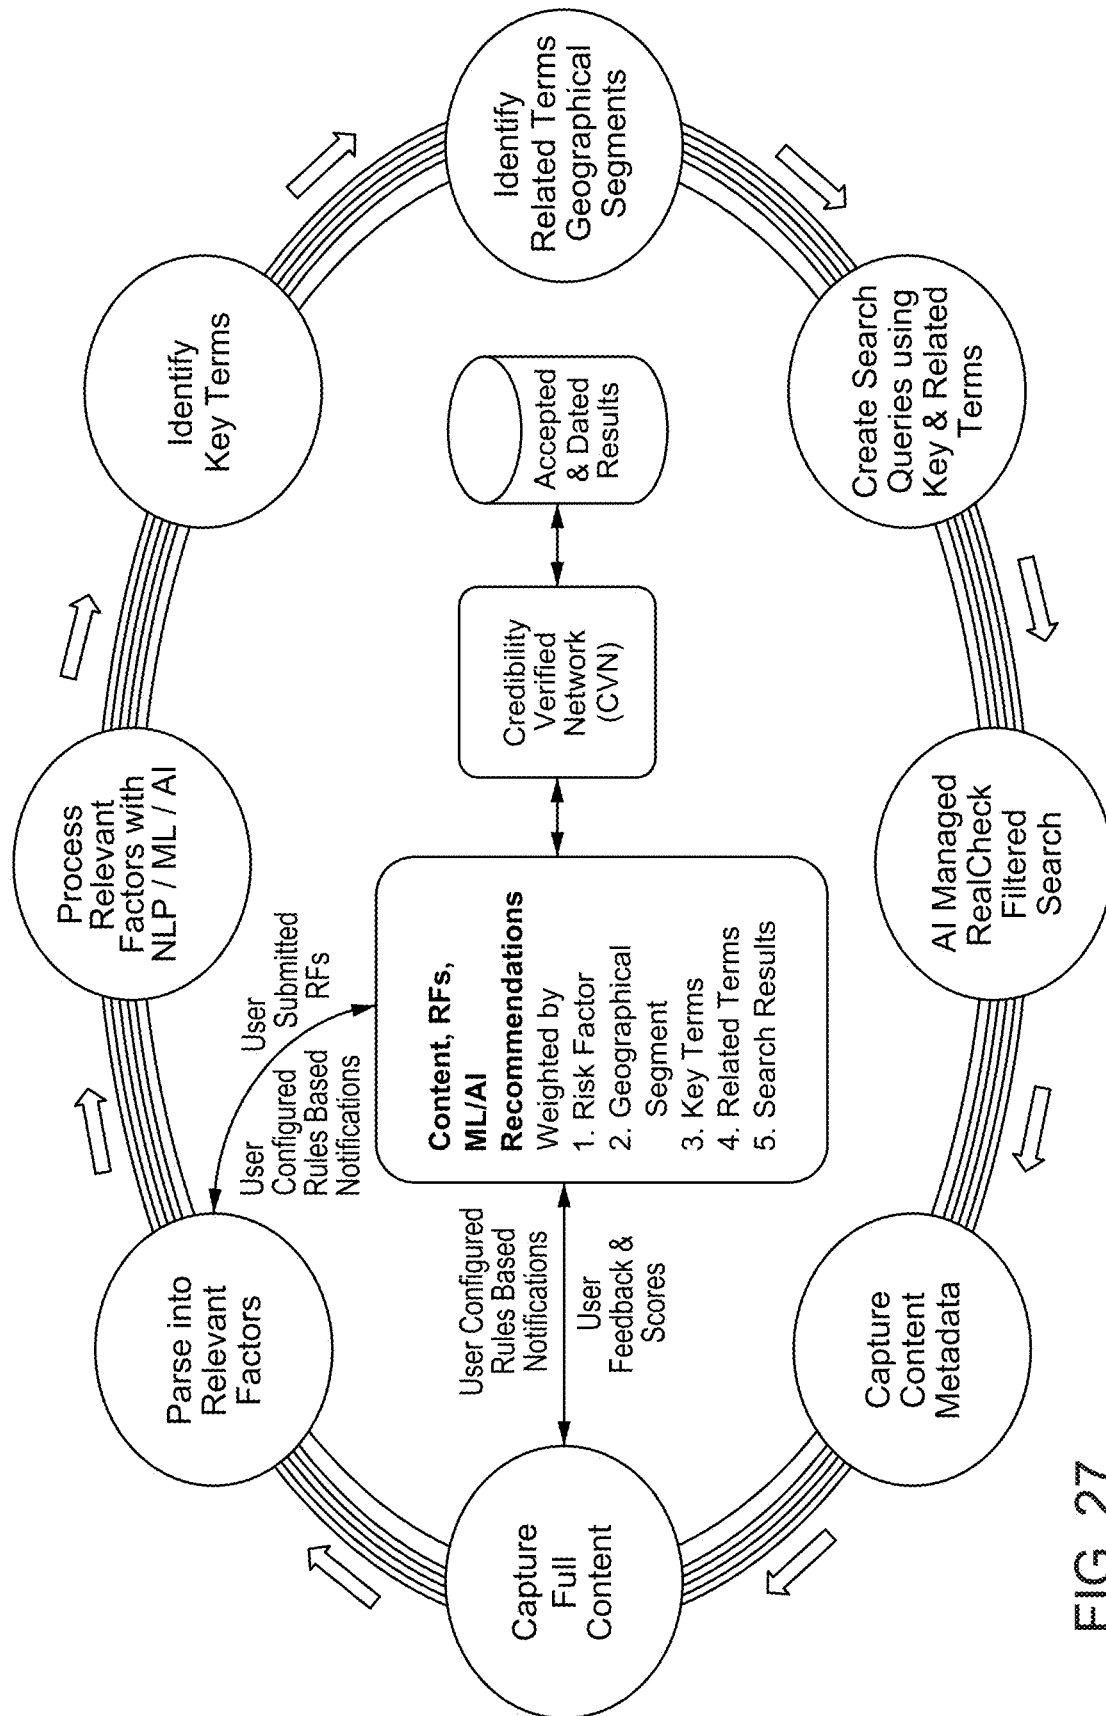 Capture
Full
Content
Parse into
Relevant
Factors
Process
Relevant
Factors with
NLP / ML / AI
Identify
Key Terms
Identify
Related Terms
Geographical
Segments
Create Search
Queries using
Key & Related
Terms
AI Managed
RealCheck
Filtered
Search
Capture
Content
Metadata
User
Configured
Rules Based
Notifications
User
Submitted
RFs
User Configured
Rules Based
Notifications
User
Feedback &
Scores
Content, RFs,
ML/AI
Recommendations
Weighted by
1. Risk Factor
2. Geographical
Segment
3. Key Terms
4. Related Terms
5. Search Results
Credibility
Verified
Network
(CVN)
Accepted
& Dated
Results
FIG. 27